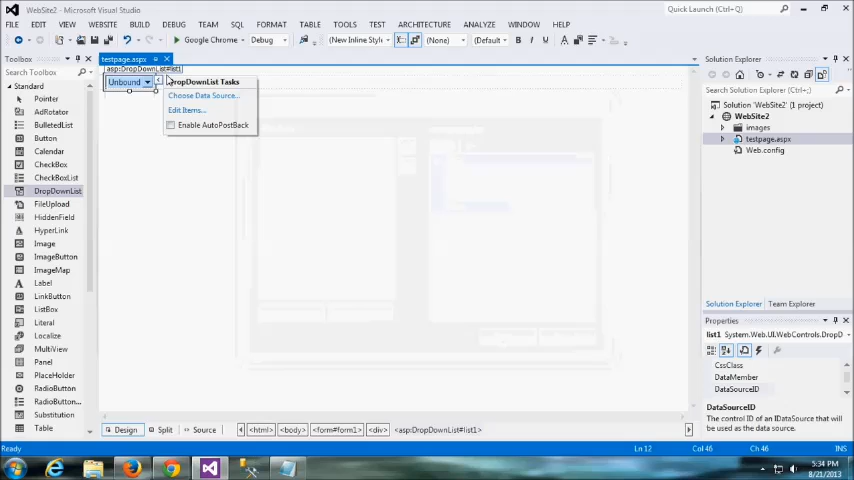 WebSite2 - Microsoft Visual Studio
Quick Launch (Ctrl+Q)
FILE EDIT VIEW WEBSITE BUILD DEBUG TEAM SQL FORMAT TABLE TOOLS TEST ARCHITECTURE ANALYZE WINDOW HELP
Google Chrome Debug (New Inline Style) (None) (Default) B I U A
Toolbox
Search Toolbox
Standard
Pointer
AdRotator
BulletedList
Button
Calendar
CheckBox
CheckBoxList
DropDownList
FileUpload
HiddenField
HyperLink
Image
ImageButton
ImageMap
Label
LinkButton
ListBox
Literal
Localize
MultiView
Panel
PlaceHolder
RadioButton
RadioButton
Substitution
Table
testpage.aspx
asp:DropDownList#list1
Unbound
DropDownList Tasks
Choose Data Source...
Edit Items...
Enable AutoPostBack
Design Split Source <html> <body> <form#form1> <div> <asp:DropDownList#list1>
Solution Explorer
Search Solution Explorer (Ctrl+;)
Solution 'WebSite2' (1 project)
WebSite2
images
testpage.aspx
Web.config
Solution Explorer Team Explorer
Properties
list1 System.Web.UI.WebControls.DropD
CssClass
DataMember
DataSourceID
DataSourceID
The control ID of an IDataSource that will be used as the data source.
Ready Ln 12 Col 46 Ch 46 INS
5:34 PM
8/21/2013